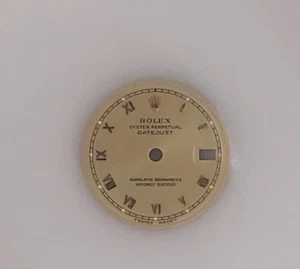 ROLEX
OYSTER PERPETUAL
DATEJUST
SUPERLATIVE CHRONOMETER
OFFICIALLY CERTIFIED